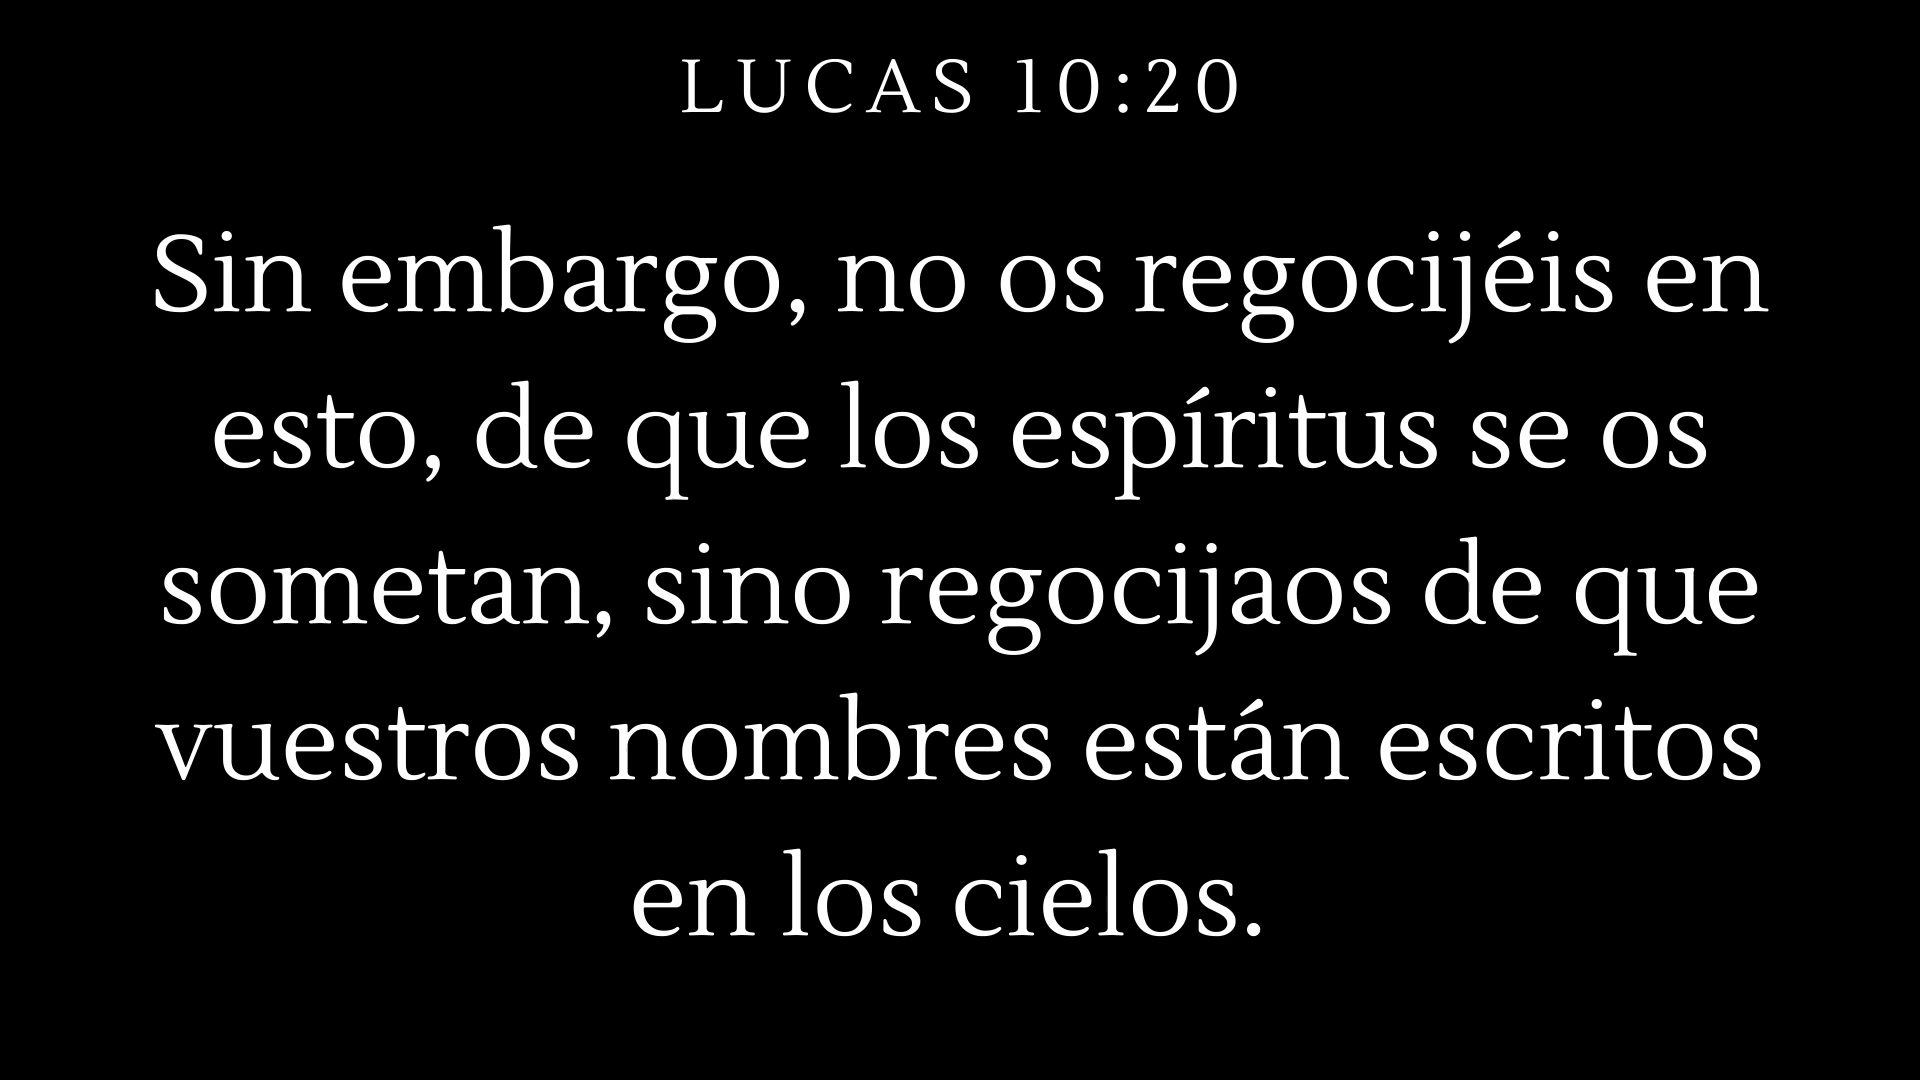 LUCAS 10:20
Sin embargo, no os regocijéis en
esto, de que los espíritus se os
sometan, sino regocijaos de que
vuestros nombres están escritos
en los cielos.